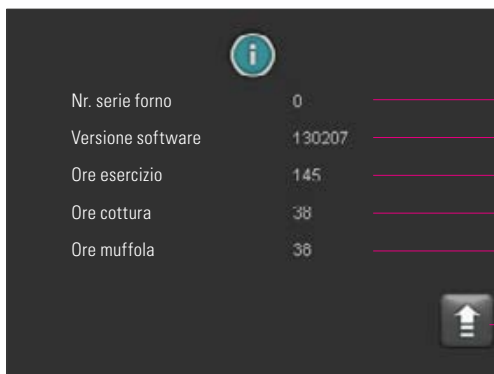 Nr. serie forno 0
Versione software 130207
Ore esercizio 145
Ore cottura 38
Ore muffola 38